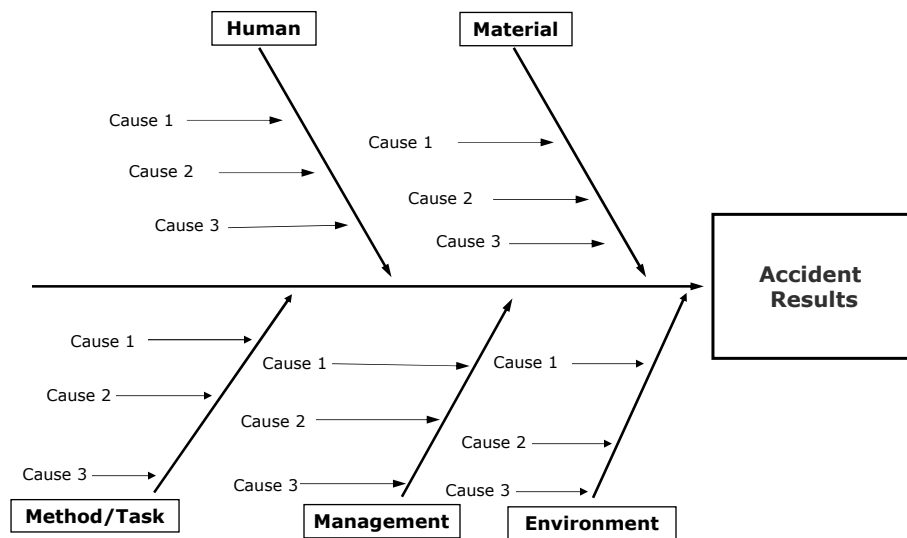 Human
Material
Cause 1
Cause 2
Cause 3
Cause 1
Cause 2
Cause 3
Accident
Results
Cause 1
Cause 2
Cause 3
Cause 1
Cause 2
Cause 3
Cause 1
Cause 2
Cause 3
Method/Task
Management
Environment